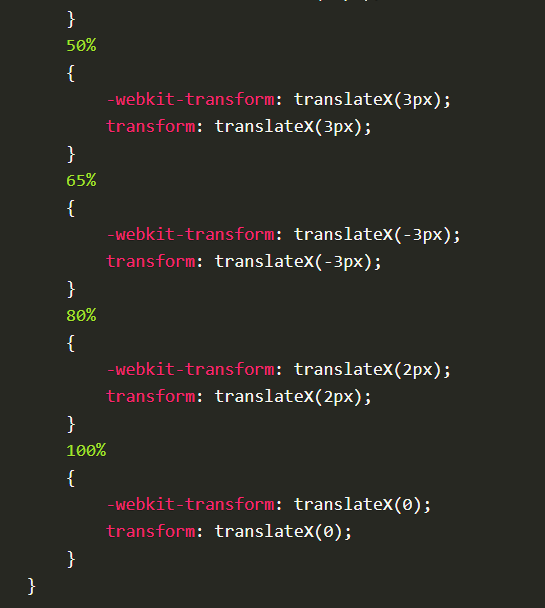 }
50%
{
-webkit-transform: translateX(3px);
transform: translateX(3px);
}
65%
{
-webkit-transform: translateX(-3px);
transform: translateX(-3px);
}
80%
{
-webkit-transform: translateX(2px);
transform: translateX(2px);
}
100%
{
-webkit-transform: translateX(0);
transform: translateX(0);
}
}